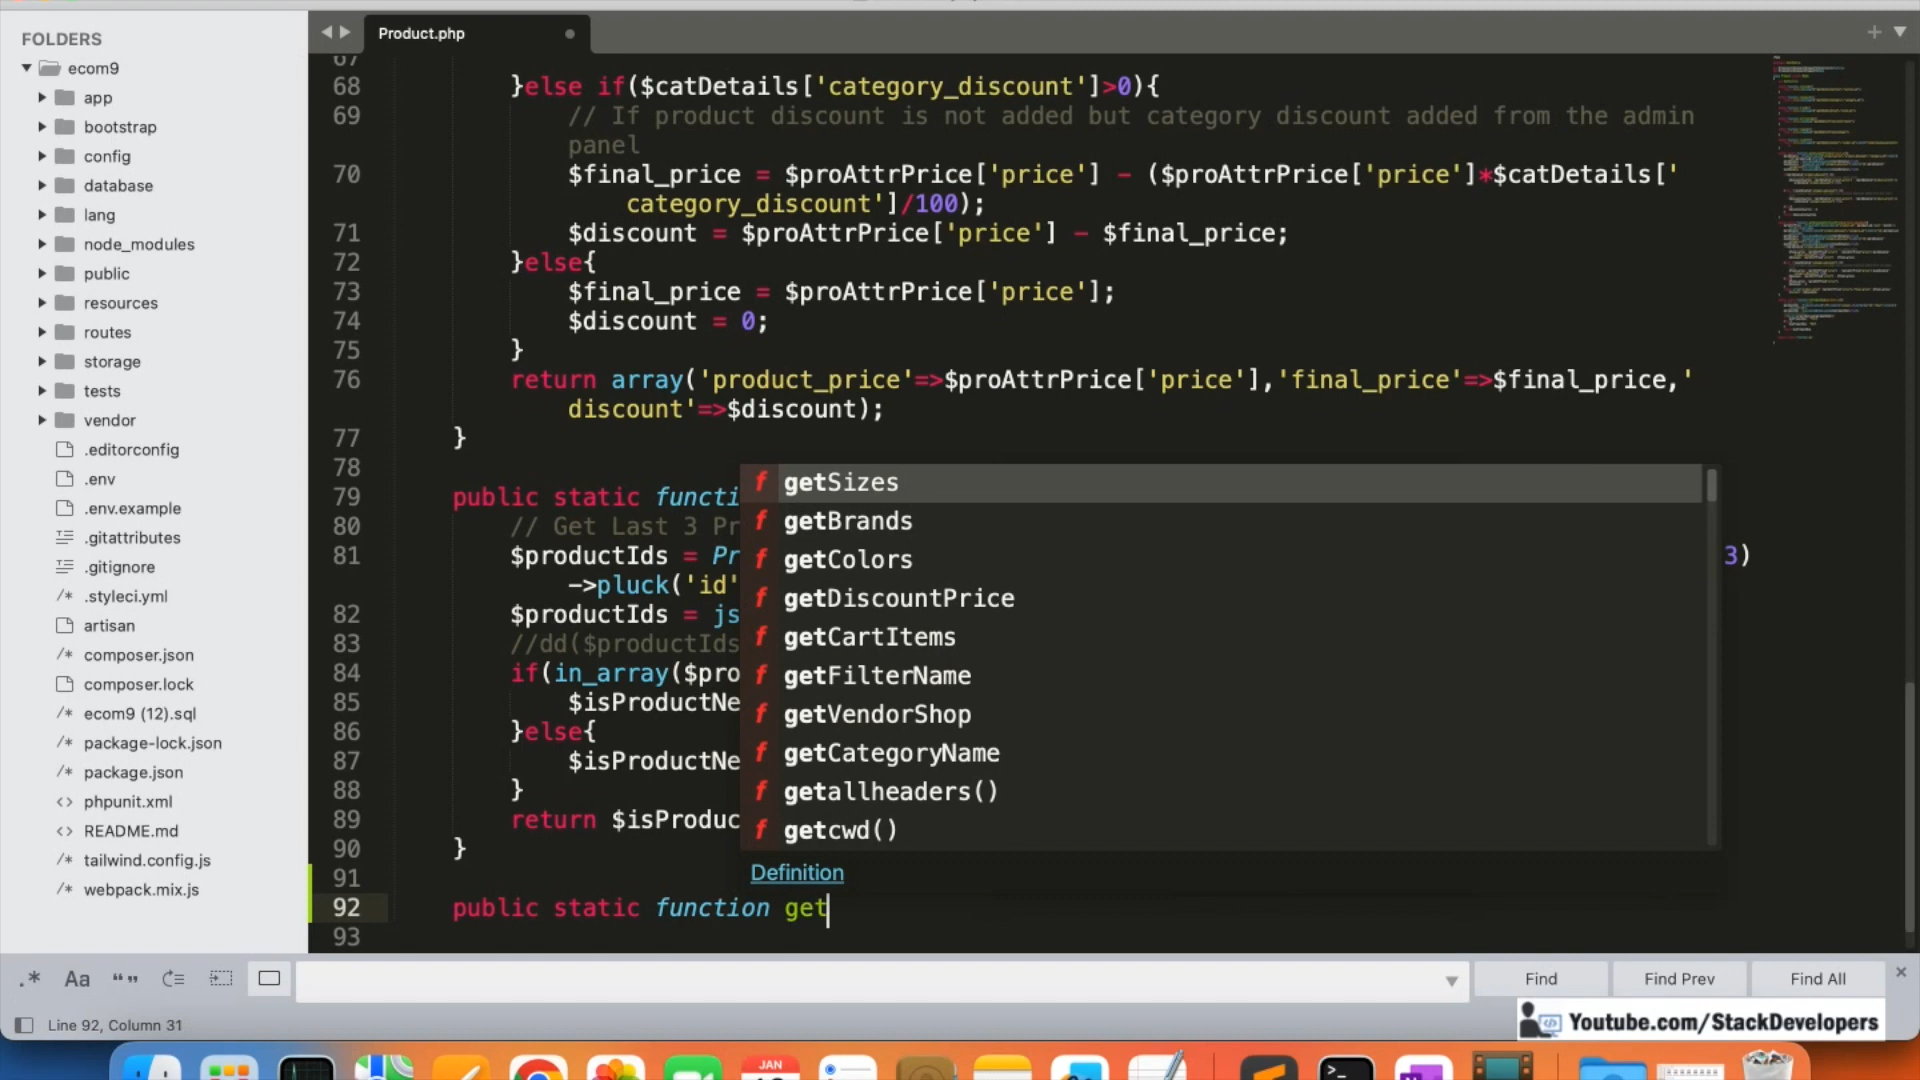 FOLDERS
ecom9
app
bootstrap
config
database
lang
node_modules
public
resources
routes
storage
tests
vendor
.editorconfig
.env
.env.example
.gitattributes
.gitignore
/* .styleci.yml
artisan
/* composer.json
composer.lock
/* ecom9 (12).sql
/* package-lock.json
/* package.json
<> phpunit.xml
<> README.md
/* tailwind.config.js
/* webpack.mix.js
Product.php
67
68 }else if($catDetails['category_discount']>0){
69 // If product discount is not added but category discount added from the admin
panel
70 $final_price = $proAttrPrice['price'] - ($proAttrPrice['price']*$catDetails['
category_discount']/100);
71 $discount = $proAttrPrice['price'] - $final_price;
72 }else{
73 $final_price = $proAttrPrice['price'];
74 $discount = 0;
75 }
76 return array('product_price'=>$proAttrPrice['price'],'final_price'=>$final_price,'
discount'=>$discount);
77 }
78
79 public static functi
80 // Get Last 3 Pr
81 $productIds = Pr 3)
->pluck('id'
82 $productIds = js
83 //dd($productIds
84 if(in_array($pro
85 $isProductNe
86 }else{
87 $isProductNe
88 }
89 return $isProduc
90 }
91
92 public static function get
93
f getSizes
f getBrands
f getColors
f getDiscountPrice
f getCartItems
f getFilterName
f getVendorShop
f getCategoryName
f getallheaders()
f getcwd()
Definition
.* Aa “” Find Find Prev Find All
Line 92, Column 31
Youtube.com/StackDevelopers
JAN